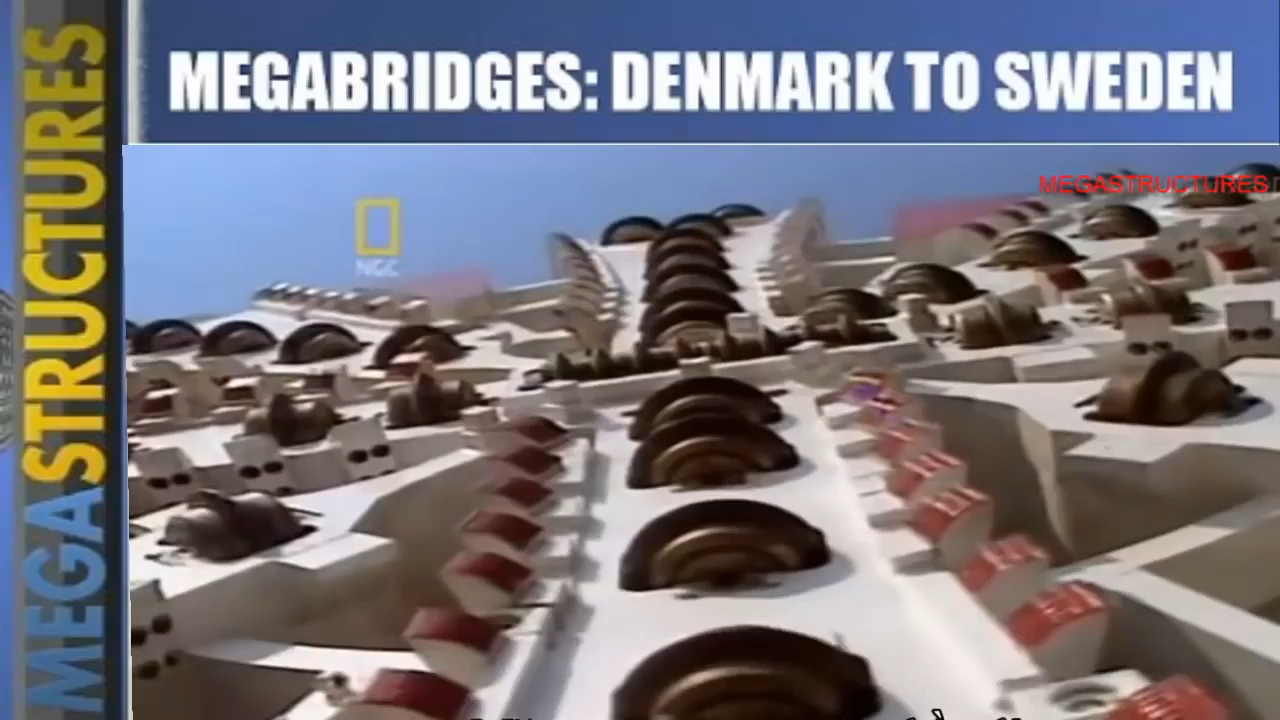 MEGABRIDGES: DENMARK TO SWEDEN
MEGASTRUCTURES
MEGASTRUCTURES
NGC